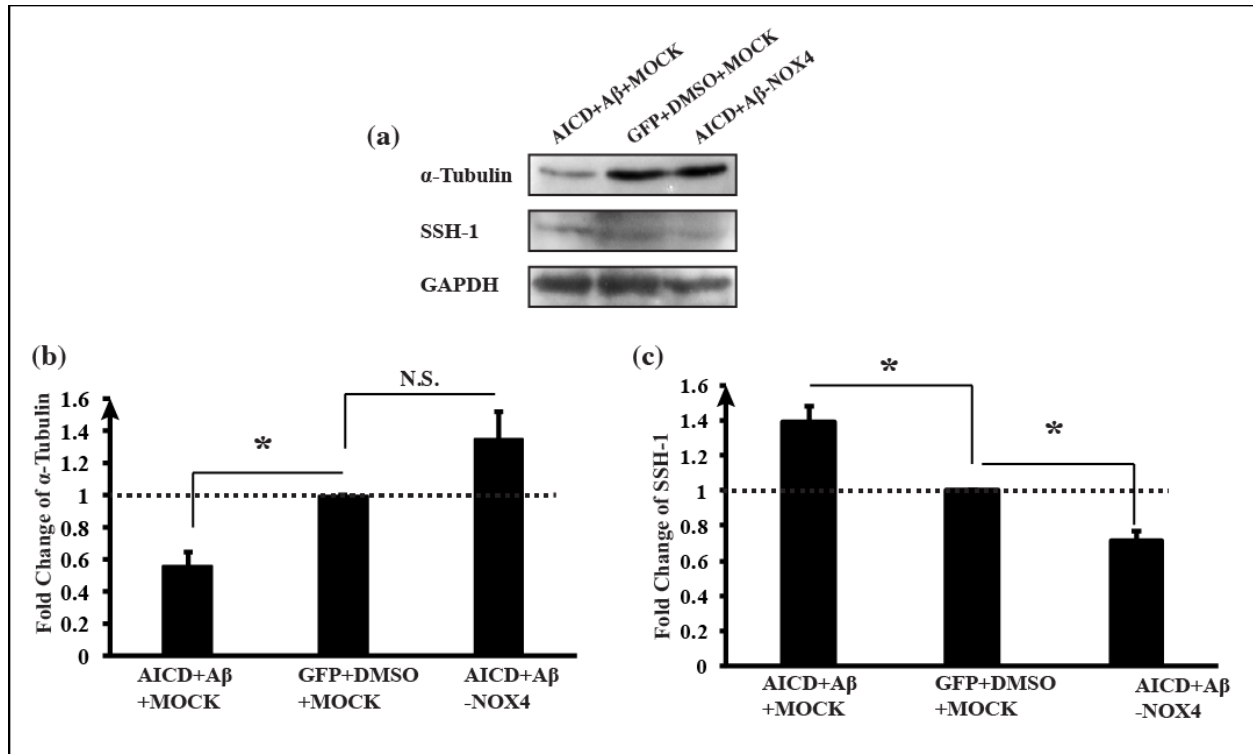 AICD+Aβ+MOCK
GFP+DMSO+MOCK
AICD+Aβ-NOX4
(a)
α-Tubulin
SSH-1
GAPDH
(b)
Fold Change of α-Tubulin
1.6
1.4
1.2
1
0.8
0.6
0.4
0.2
0
*
N.S.
AICD+Aβ
+MOCK
GFP+DMSO
+MOCK
AICD+Aβ
-NOX4
(c)
Fold Change of SSH-1
1.6
1.4
1.2
1
0.8
0.6
0.4
0.2
0
*
*
AICD+Aβ
+MOCK
GFP+DMSO
+MOCK
AICD+Aβ
-NOX4